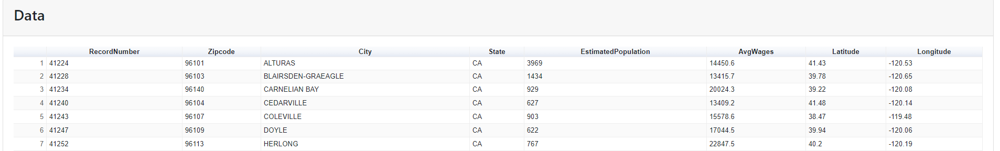 Data
RecordNumber Zipcode City State EstimatedPopulation AvgWages Latitude Longitude
1 41224 96101 ALTURAS CA 3969 14450.6 41.43 -120.53
2 41228 96103 BLAIRSDEN-GRAEAGLE CA 1434 13415.7 39.78 -120.65
3 41234 96140 CARNELIAN BAY CA 929 20024.3 39.22 -120.08
4 41240 96104 CEDARVILLE CA 627 13409.2 41.48 -120.14
5 41243 96107 COLEVILLE CA 903 15578.6 38.47 -119.48
6 41247 96109 DOYLE CA 622 17044.5 39.94 -120.06
7 41252 96113 HERLONG CA 767 22847.5 40.2 -120.19